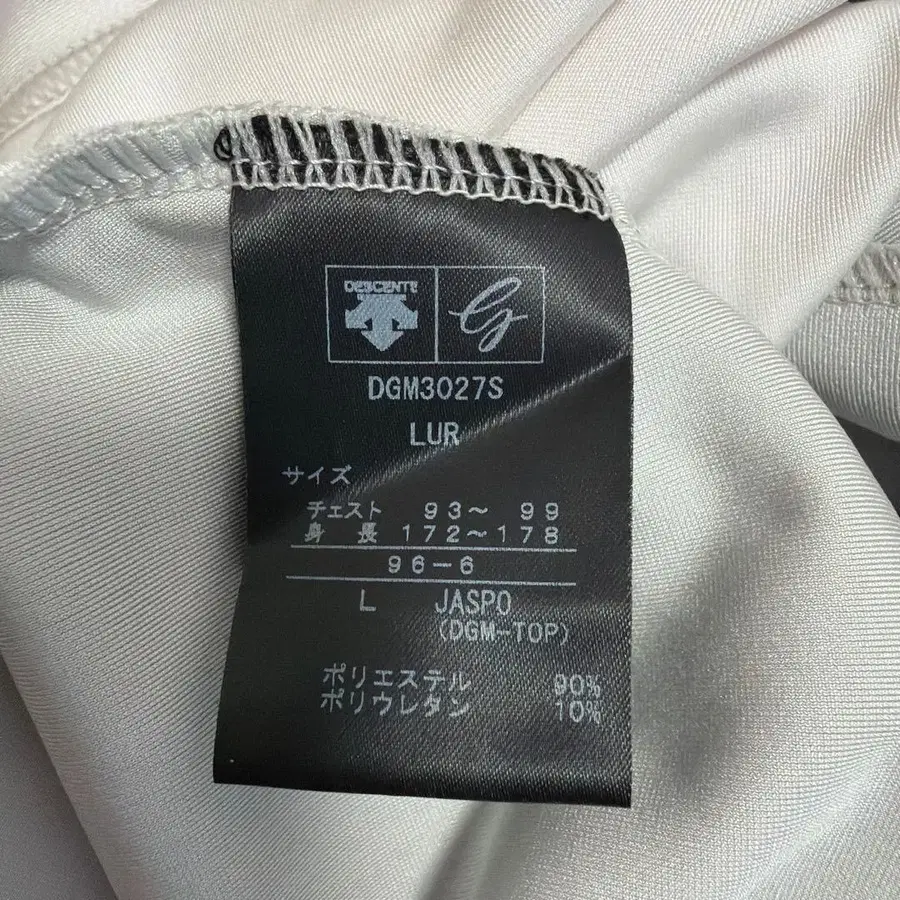 DESCENTE G
DGM3027S
LUR
サイズ
チェスト 93～ 99
身 長 172～178
96－6
L JASPO
(DGM-TOP)
ポリエステル 90%
ポリウレタン 10%